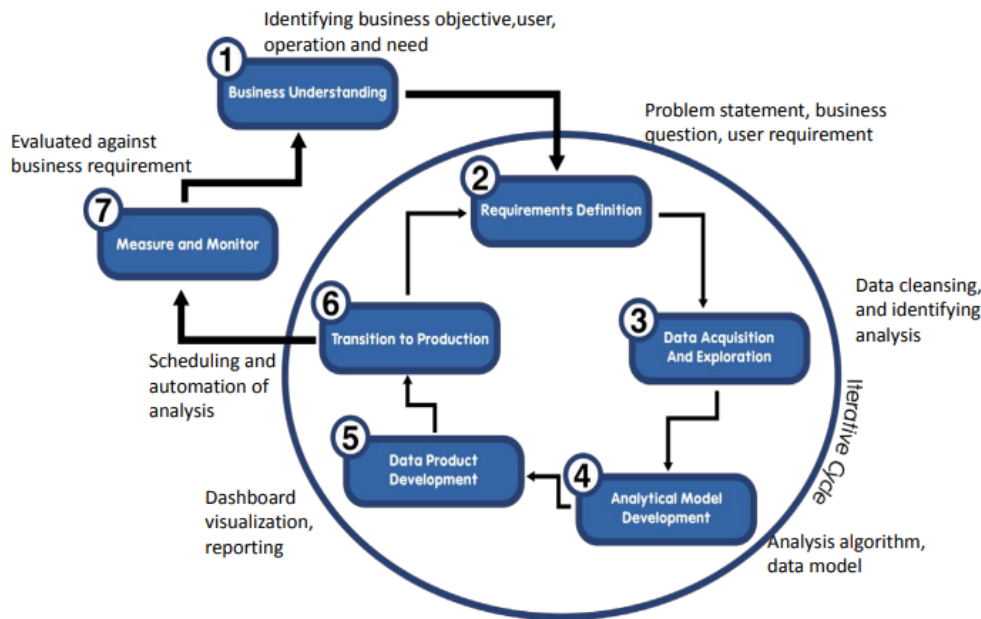 Identifying business objective,user,
operation and need
1
Business Understanding
Problem statement, business
question, user requirement
Evaluated against
business requirement
2
Requirements Definition
7
Measure and Monitor
Data cleansing,
and identifying
analysis
6
Transition to Production
3
Data Acquisition
And Exploration
Scheduling and
automation of
analysis
Iterative Cycle
5
Data Product
Development
4
Analytical Model
Development
Dashboard
visualization,
reporting
Analysis algorithm,
data model